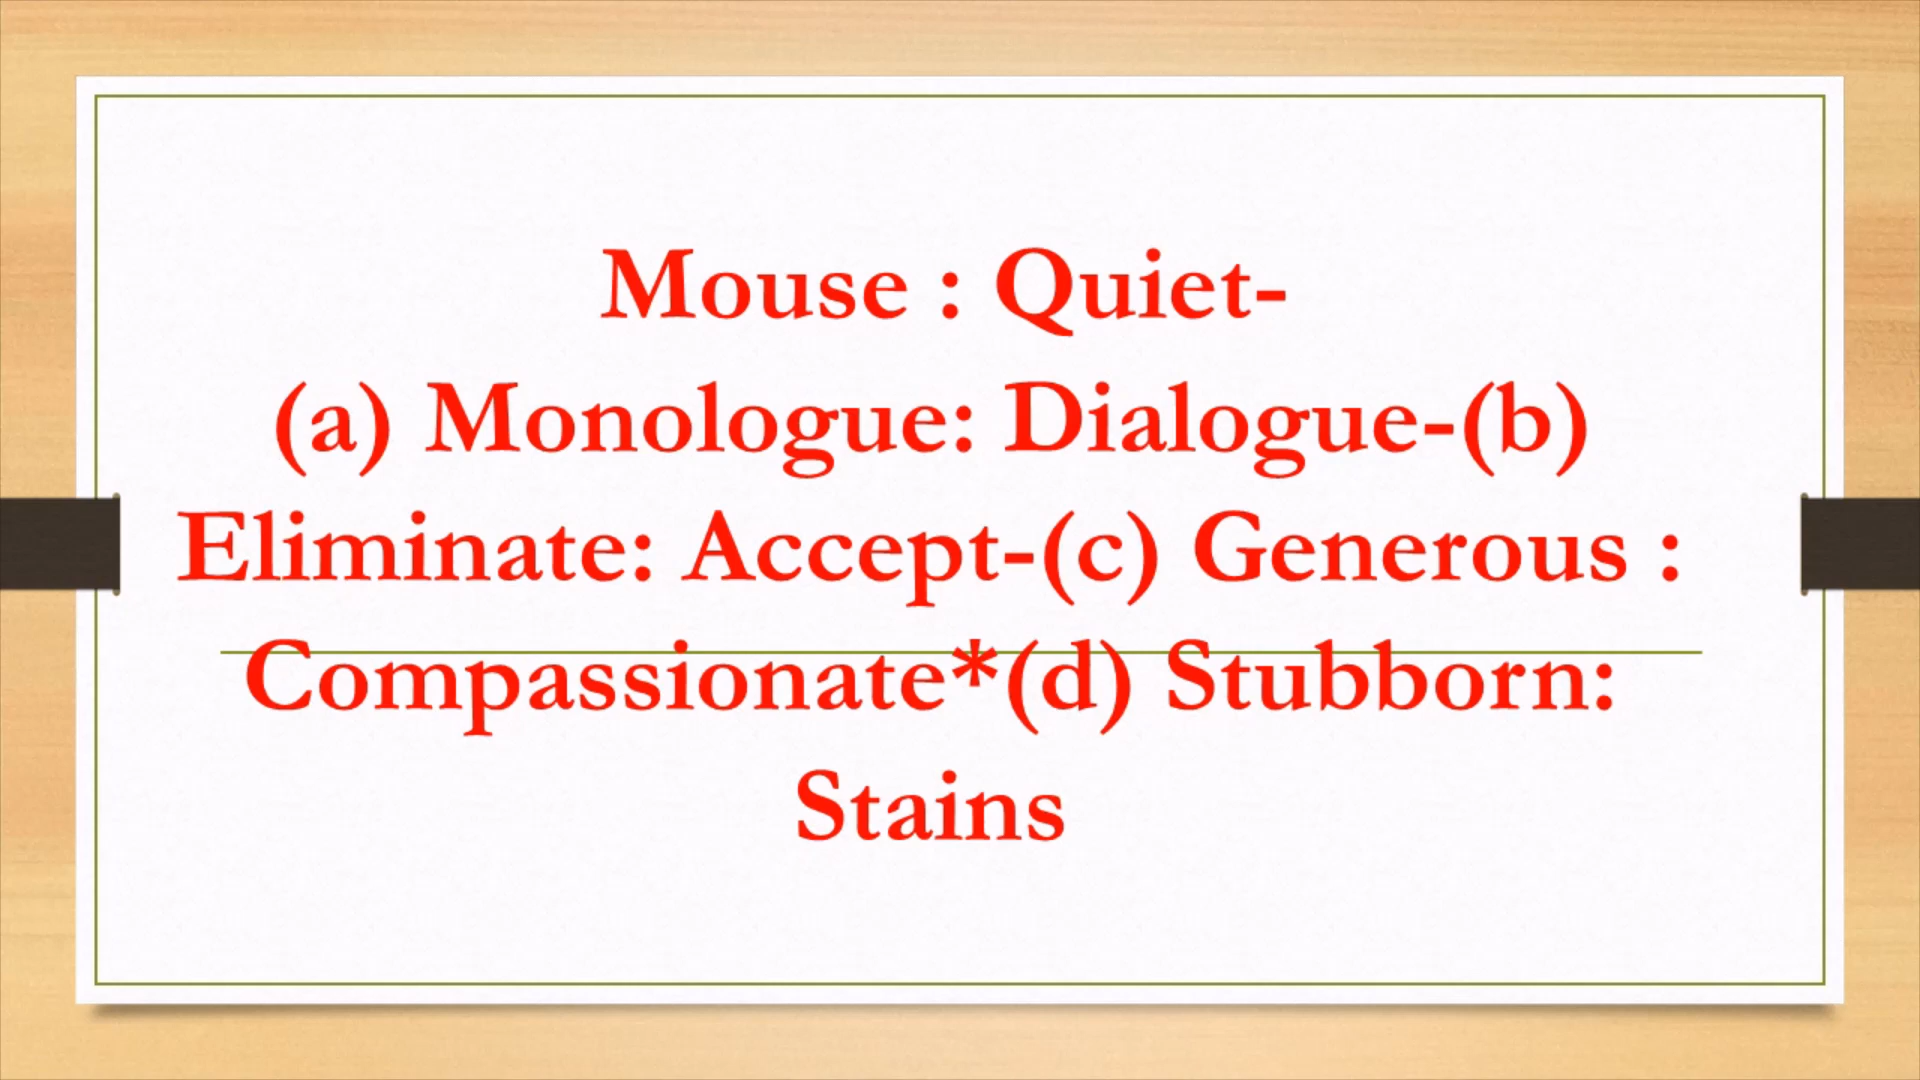 Mouse : Quiet-
(a) Monologue: Dialogue-(b)
Eliminate: Accept-(c) Generous :
Compassionate*(d) Stubborn:
Stains